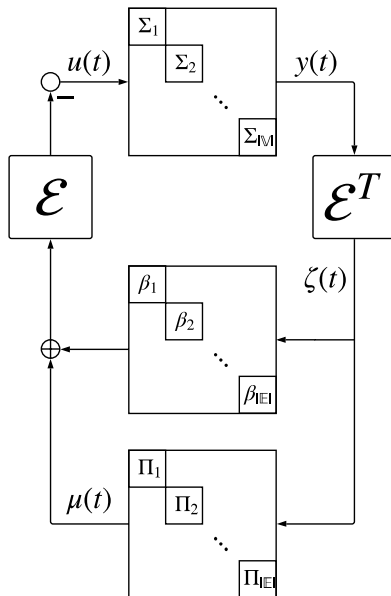 Σ₁
u(t)
Σ₂
y(t)
⋱
Σ|𝕍|
−
ℰ
ℰᵀ
ζ(t)
β₁
β₂
⋱
β|𝔼|
Π₁
μ(t)
Π₂
⋱
Π|𝔼|